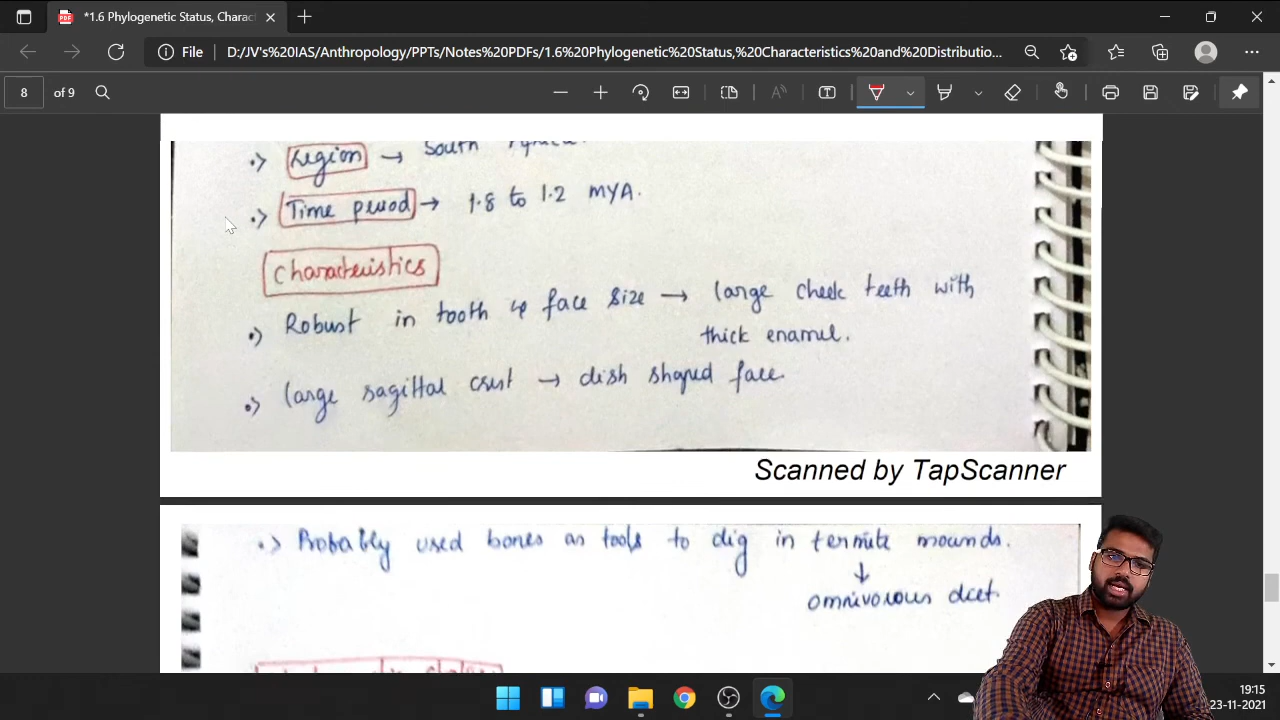 *1.6 Phylogenetic Status, Charac
File D:/JV's%20IAS/Anthropology/PPTs/Notes%20PDFs/1.6%20Phylogenetic%20Status,%20Characteristics%20and%20Distributio...
8 of 9
•> Region → South Africa.
•> Time period → 1.8 to 1.2 MYA.
Characteristics
•> Robust in tooth & face size → large cheek teeth with
thick enamel.
•> large sagittal crest → dish shaped face.
Scanned by TapScanner
•> Probably used bones as tools to dig in termite mounds.
↓
omnivorous diet.
19:15
23-11-2021